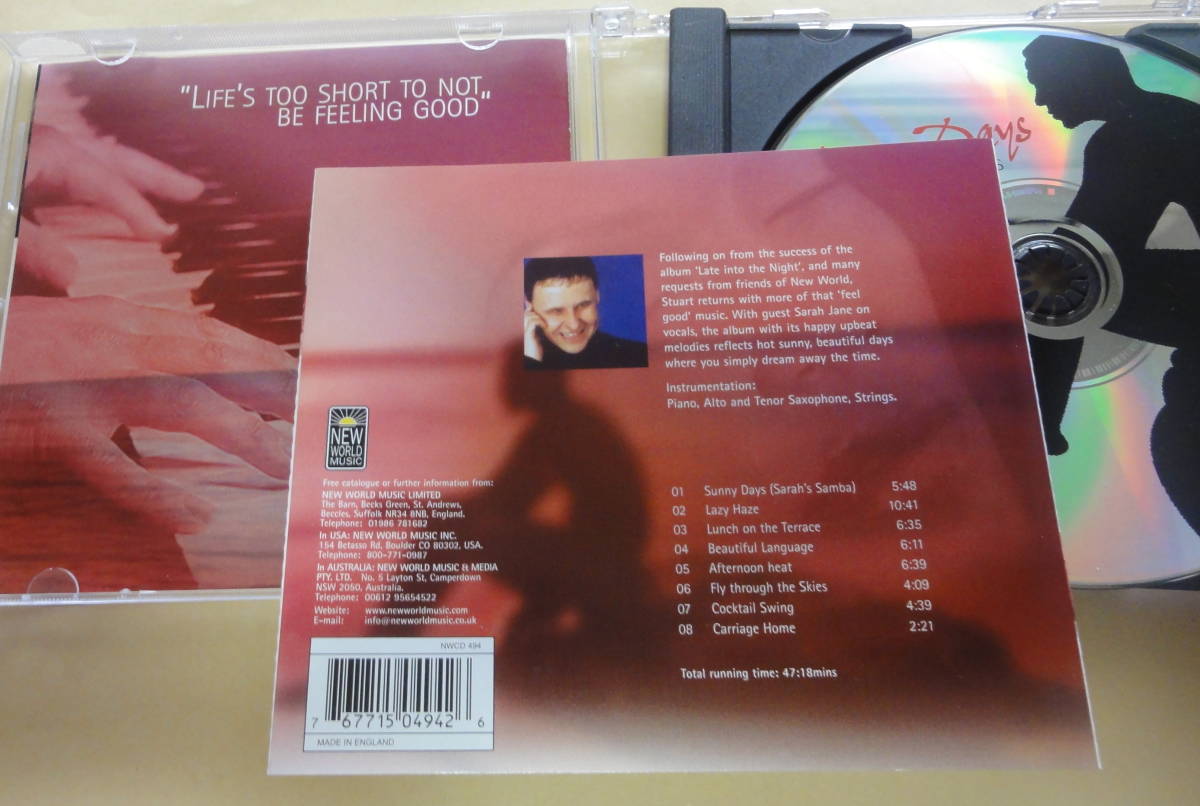 "LIFE'S TOO SHORT TO NOT
BE FEELING GOOD"
Days
Following on from the success of the
album 'Late into the Night', and many
requests from friends of New World,
Stuart returns with more of that 'feel
good' music. With guest Sarah Jane on
vocals, the album with its happy upbeat
melodies reflects hot sunny, beautiful days
where you simply dream away the time.
Instrumentation:
Piano, Alto and Tenor Saxophone, Strings.
NEW
WORLD
MUSIC
Free catalogue or further information from:
NEW WORLD MUSIC LIMITED
The Barn, Becks Green, St. Andrews,
Beccles, Suffolk NR34 8NB, England.
Telephone: 01986 781682
In USA: NEW WORLD MUSIC INC.
154 Betasso Rd, Boulder CO 80302, USA.
Telephone: 800-771-0987
In AUSTRALIA: NEW WORLD MUSIC & MEDIA
PTY. LTD. No. 5 Layton St, Camperdown
NSW 2050, Australia.
Telephone: 00612 95654522
Website: www.newworldmusic.com
E-mail: info@newworldmusic.co.uk
01 Sunny Days (Sarah's Samba) 5:48
02 Lazy Haze 10:41
03 Lunch on the Terrace 6:35
04 Beautiful Language 6:11
05 Afternoon heat 6:39
06 Fly through the Skies 4:09
07 Cocktail Swing 4:39
08 Carriage Home 2:21
Total running time: 47:18mins
NWCD 494
7 67715 04942 6
MADE IN ENGLAND